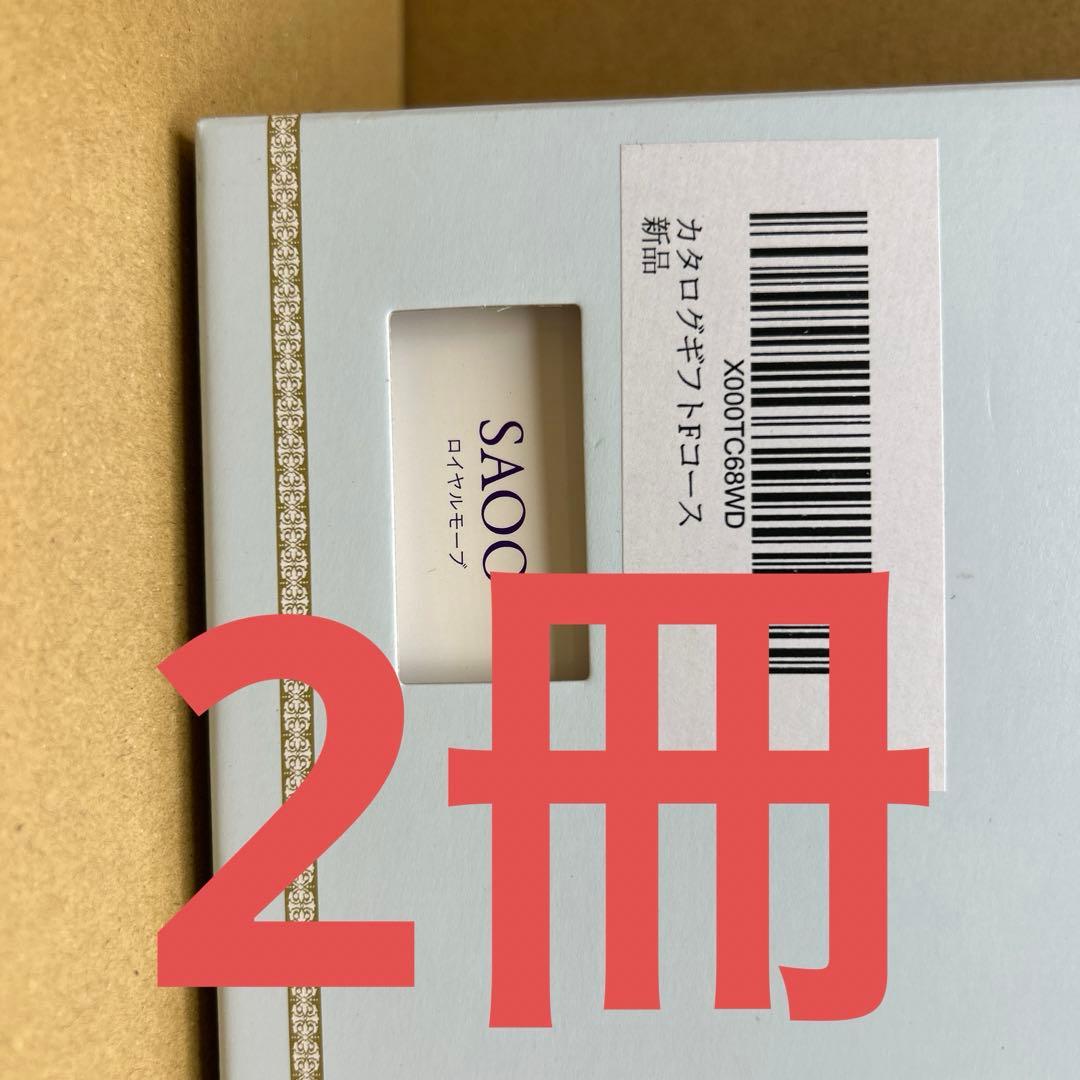 SAOC
ロイヤルモーブ
X000TC68WD
カタログギフトFコース
新品
2冊